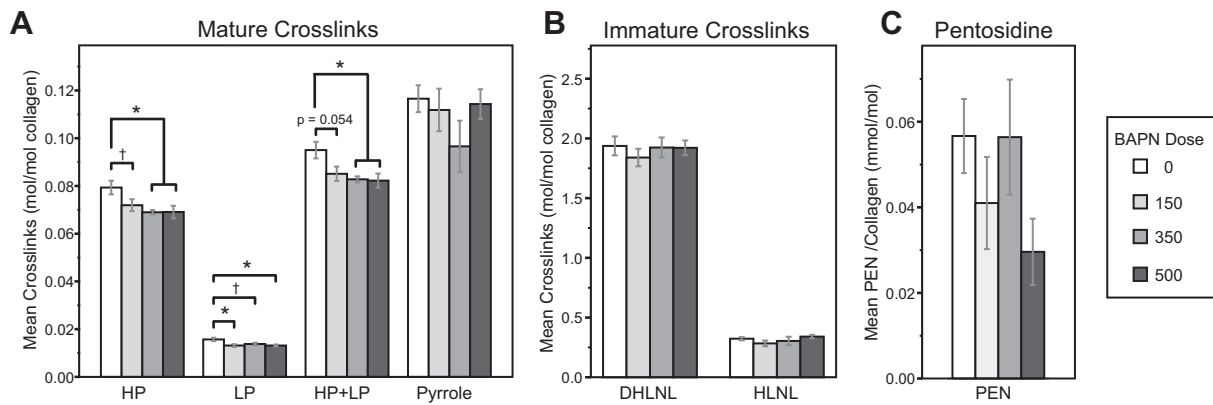 A
Mature Crosslinks
Mean Crosslinks (mol/mol collagen)
0.12
0.10
0.08
0.06
0.04
0.02
0.00
*
†
*
†
*
*
p = 0.054
HP
LP
HP+LP
Pyrrole
B
Immature Crosslinks
Mean Crosslinks (mol/mol collagen)
2.5
2.0
1.5
1.0
0.5
0.0
DHLNL
HLNL
C
Pentosidine
Mean PEN /Collagen (mmol/mol)
0.06
0.04
0.02
0.00
PEN
BAPN Dose
0
150
350
500